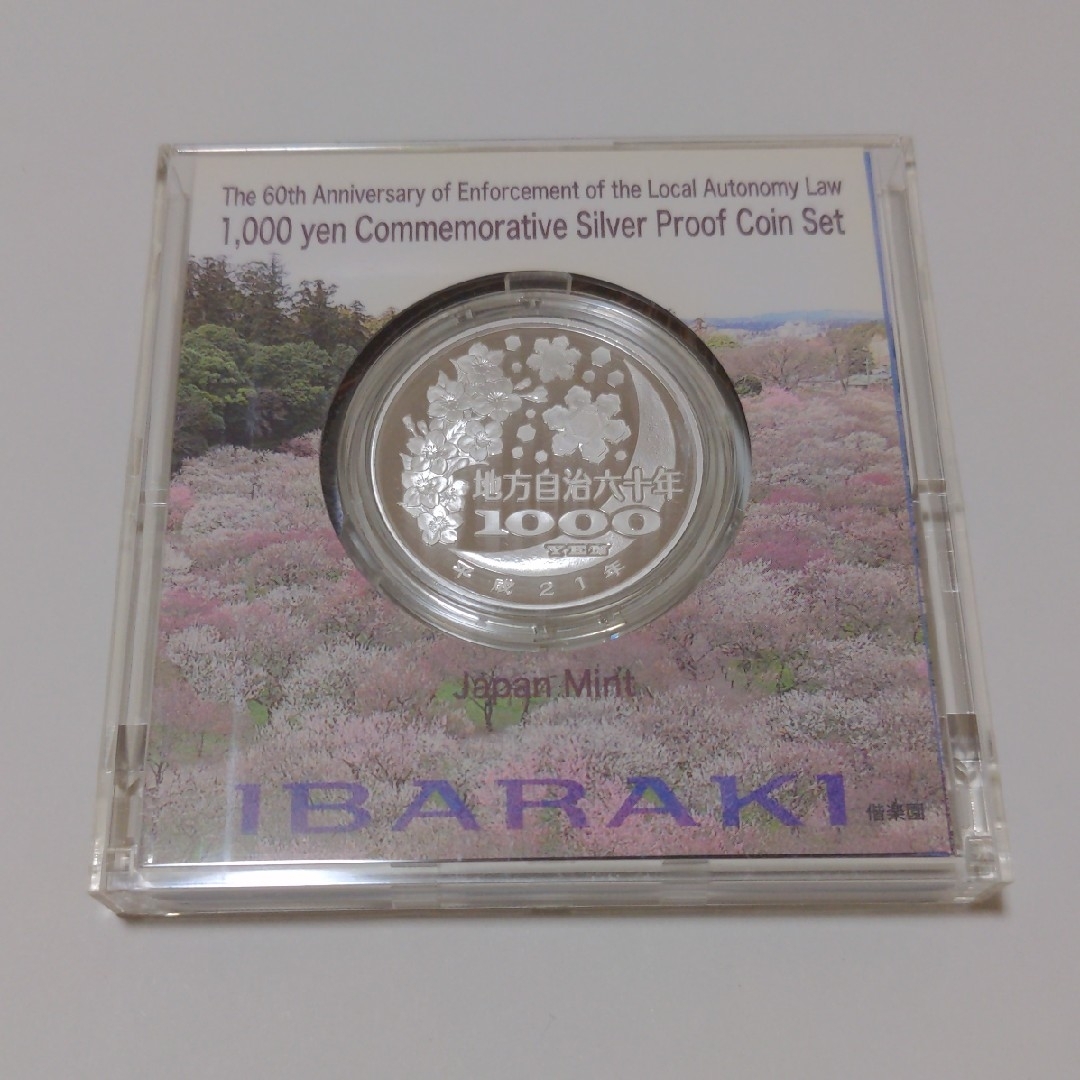 The 60th Anniversary of Enforcement of the Local Autonomy Law
1,000 yen Commemorative Silver Proof Coin Set
地方自治六十年
1000
YEN
平成21年
Japan Mint
IBARAKI
偕楽園